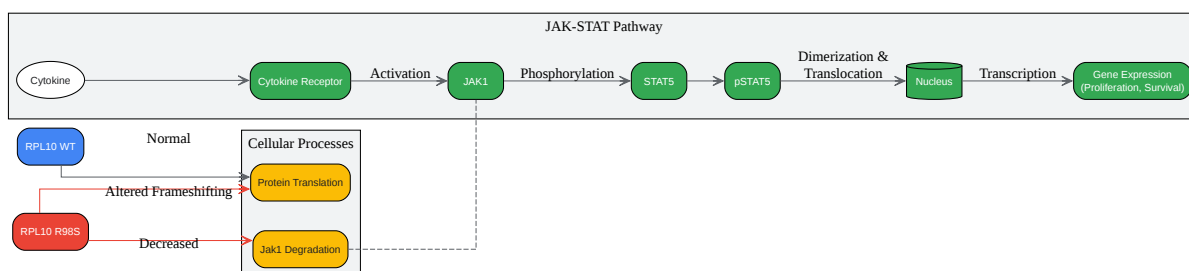 JAK-STAT Pathway
Cytokine
Cytokine Receptor
Activation
JAK1
Phosphorylation
STAT5
pSTAT5
Dimerization &
Translocation
Nucleus
Transcription
Gene Expression
(Proliferation, Survival)
RPL10 WT
Normal
Cellular Processes
Protein Translation
Altered Frameshifting
RPL10 R98S
Decreased
Jak1 Degradation